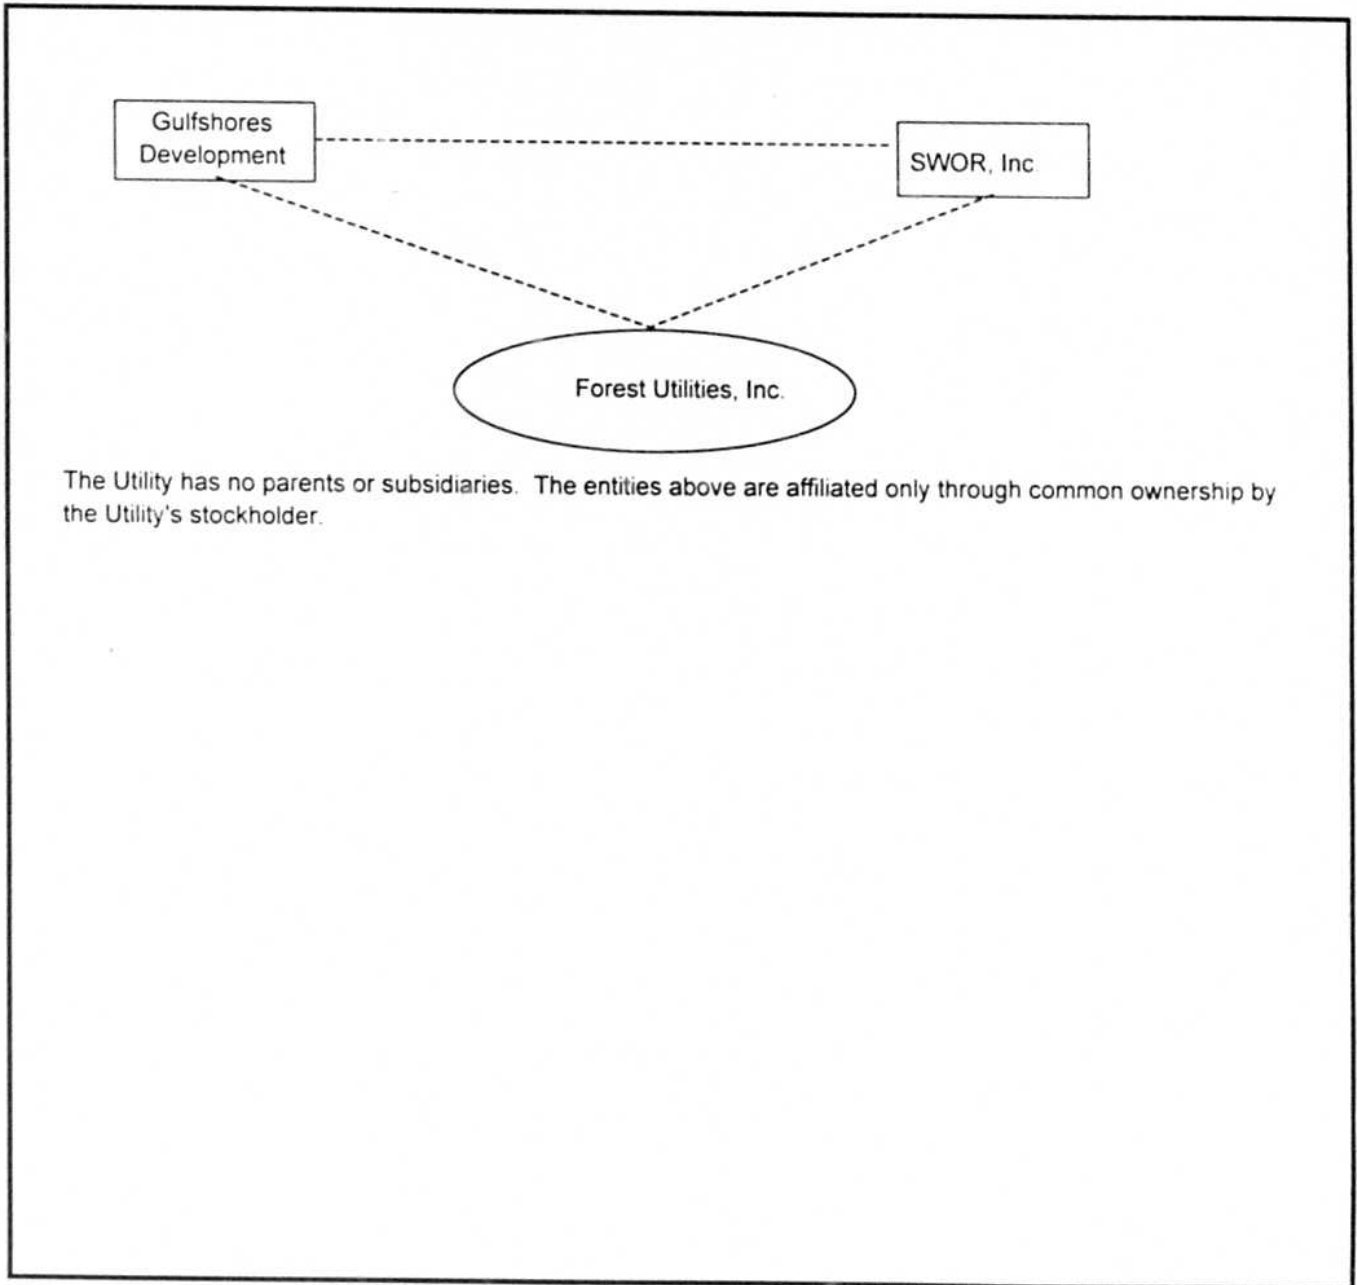 Gulfshores
Development
SWOR, Inc.
Forest Utilities, Inc.
The Utility has no parents or subsidiaries. The entities above are affiliated only through common ownership by
the Utility's stockholder.